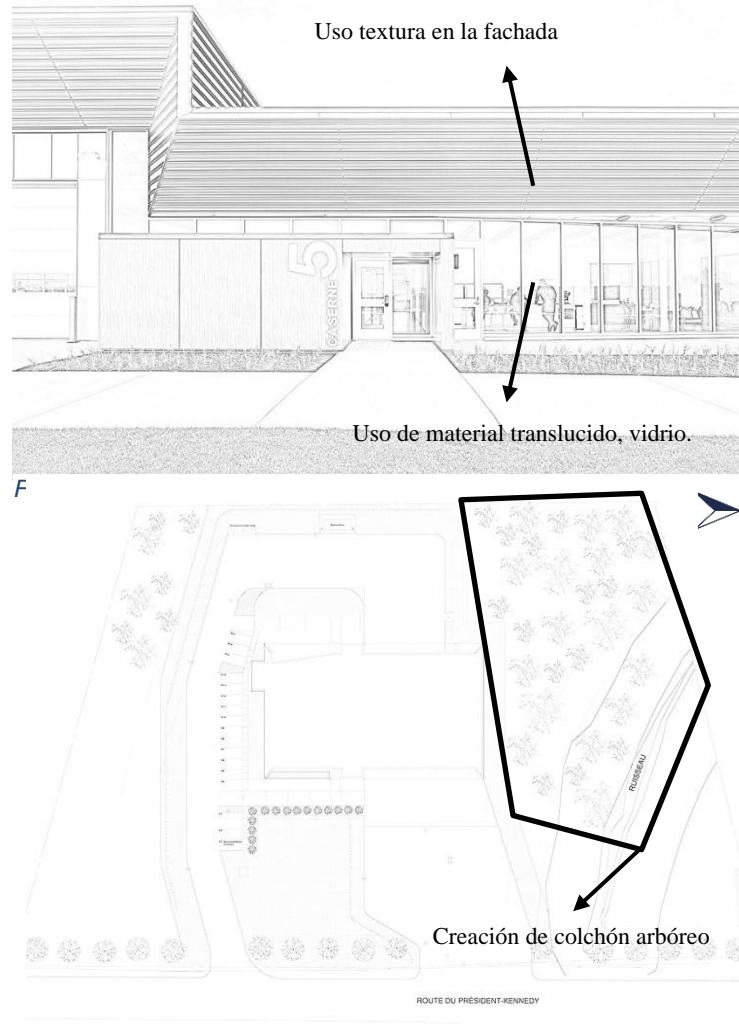 Uso textura en la fachada
CASERNE 5
Uso de material translucido, vidrio.
F
RUISSEAU
Creación de colchón arbóreo
ROUTE DU PRÉSIDENT-KENNEDY